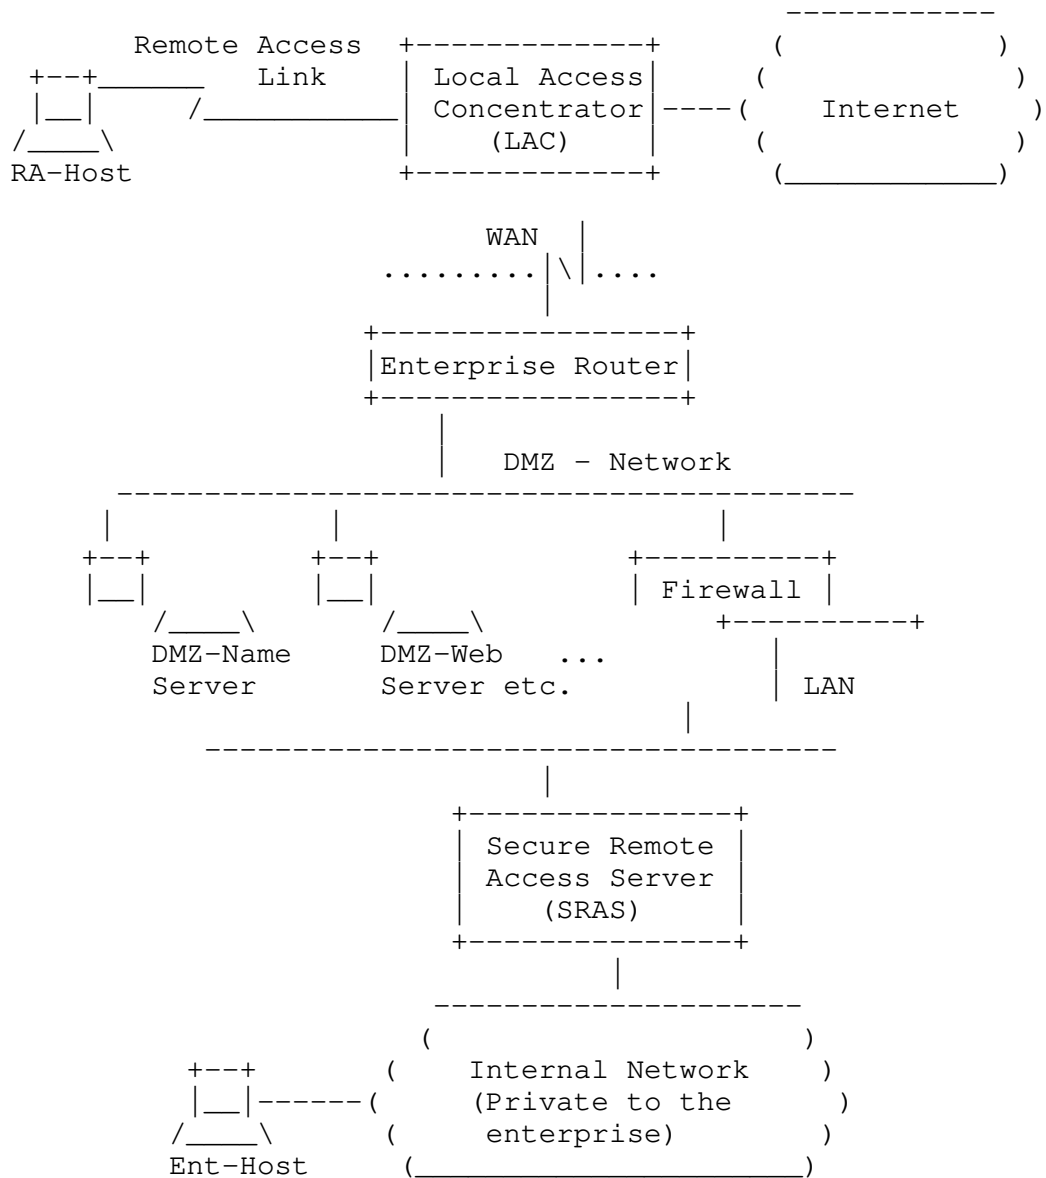 Remote Access
Link
Local Access
Concentrator
(LAC)
Internet
RA-Host
WAN
Enterprise Router
DMZ - Network
Firewall
DMZ-Name
Server
DMZ-Web
Server etc.
...
LAN
Secure Remote
Access Server
(SRAS)
Internal Network
(Private to the
enterprise)
Ent-Host